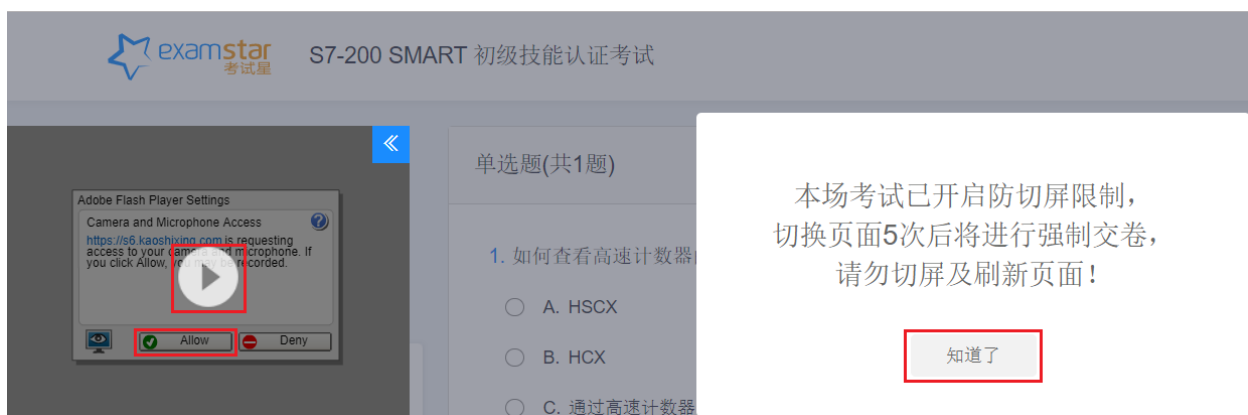 examstar
考试星
S7-200 SMART 初级技能认证考试
Adobe Flash Player Settings
Camera and Microphone Access
https://s6.kaoshixing.com is requesting
access to your camera and microphone. If
you click Allow, you may be recorded.
Allow
Deny
单选题(共1题)
1. 如何查看高速计数器
A. HSCX
B. HCX
C. 通过高速计数器
本场考试已开启防切屏限制，
切换页面5次后将进行强制交卷，
请勿切屏及刷新页面！
知道了